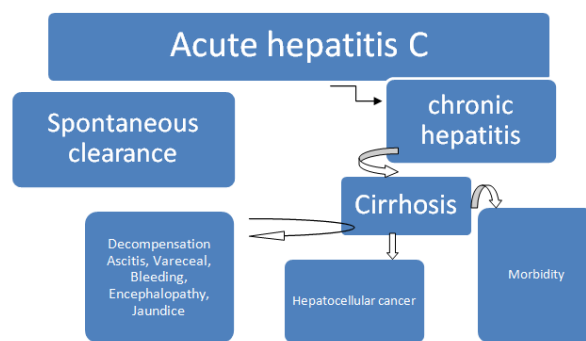 Acute hepatitis C
Spontaneous
clearance
chronic
hepatitis
Cirrhosis
Decompensation
Ascitis, Vareceal,
Bleeding,
Encephalopathy,
Jaundice
Hepatocellular cancer
Morbidity